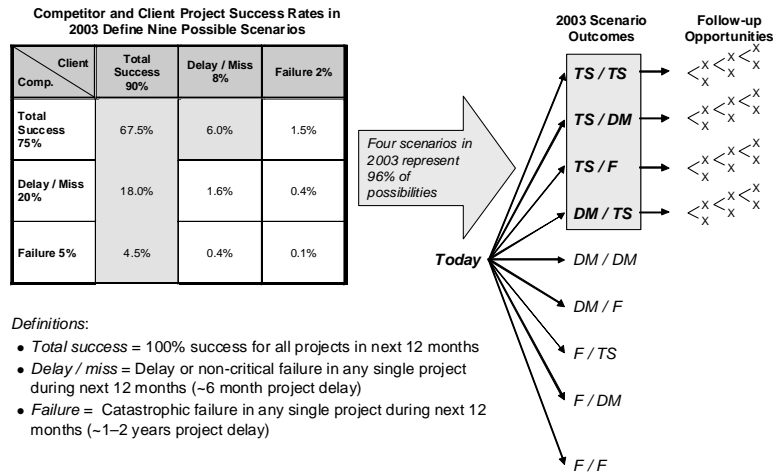 Competitor and Client Project Success Rates in
2003 Define Nine Possible Scenarios
Client
Comp.
Total
Success
90%
Delay / Miss
8%
Failure 2%
Total
Success
75%
67.5%
6.0%
1.5%
Delay / Miss
20%
18.0%
1.6%
0.4%
Failure 5%
4.5%
0.4%
0.1%
Definitions:
• Total success = 100% success for all projects in next 12 months
• Delay / miss = Delay or non-critical failure in any single project
during next 12 months (~6 month project delay)
• Failure = Catastrophic failure in any single project during next 12
months (~1–2 years project delay)
Four scenarios in
2003 represent
96% of
possibilities
Today
2003 Scenario
Outcomes
Follow-up
Opportunities
TS / TS
< X < X < X
X X X
TS / DM
< X < X < X
X X X
TS / F
< X < X < X
X X X
DM / TS
< X < X < X
X X X
DM / DM
DM / F
F / TS
F / DM
F / F